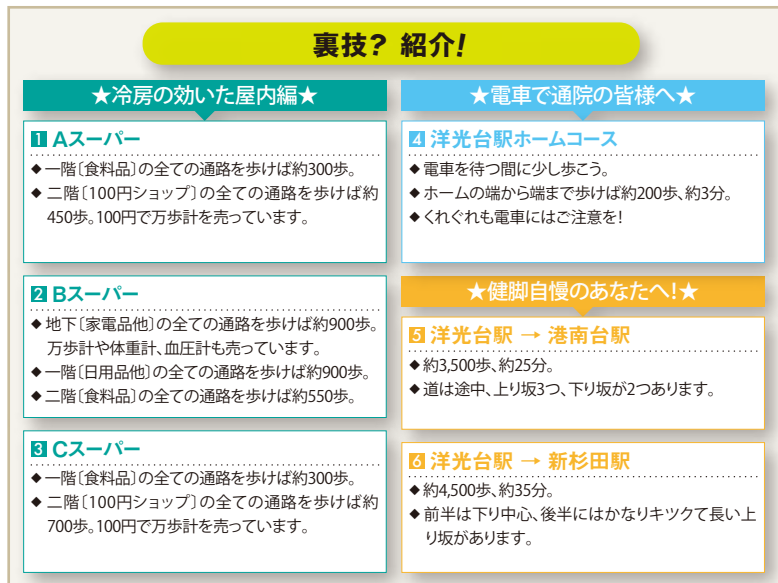 裏技? 紹介!
★冷房の効いた屋内編★
1 Aスーパー
◆一階〔食料品〕の全ての通路を歩けば約300歩。
◆二階〔100円ショップ〕の全ての通路を歩けば約
450歩。100円で万歩計を売っています。
2 Bスーパー
◆地下〔家電品他〕の全ての通路を歩けば約900歩。
万歩計や体重計、血圧計も売っています。
◆一階〔日用品他〕の全ての通路を歩けば約900歩。
◆二階〔食料品〕の全ての通路を歩けば約550歩。
3 Cスーパー
◆一階〔食料品〕の全ての通路を歩けば約300歩。
◆二階〔100円ショップ〕の全ての通路を歩けば約
700歩。100円で万歩計を売っています。
★電車で通院の皆様へ★
4 洋光台駅ホームコース
◆電車を待つ間に少し歩こう。
◆ホームの端から端まで歩けば約200歩、約3分。
◆くれぐれも電車にはご注意を!
★健脚自慢のあなたへ!★
5 洋光台駅 → 港南台駅
◆約3,500歩、約25分。
◆道は途中、上り坂3つ、下り坂が2つあります。
6 洋光台駅 → 新杉田駅
◆約4,500歩、約35分。
◆前半は下り中心、後半にはかなりキツクて長い上
り坂があります。